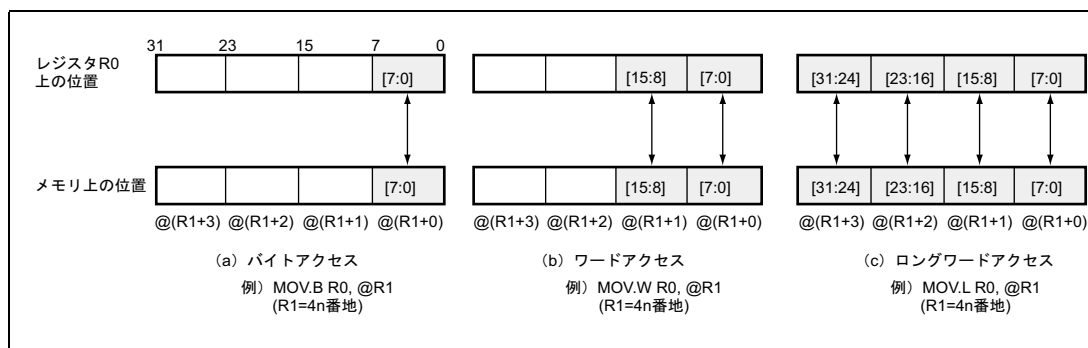 31 23 15 7 0
レジスタR0
上の位置
[7:0] [15:8] [7:0] [31:24] [23:16] [15:8] [7:0]
メモリ上の位置
[7:0] [15:8] [7:0] [31:24] [23:16] [15:8] [7:0]
@(R1+3) @(R1+2) @(R1+1) @(R1+0) @(R1+3) @(R1+2) @(R1+1) @(R1+0) @(R1+3) @(R1+2) @(R1+1) @(R1+0)
(a) バイトアクセス (b) ワードアクセス (c) ロングワードアクセス
例) MOV.B R0, @R1 例) MOV.W R0, @R1 例) MOV.L R0, @R1
(R1=4n番地) (R1=4n番地) (R1=4n番地)